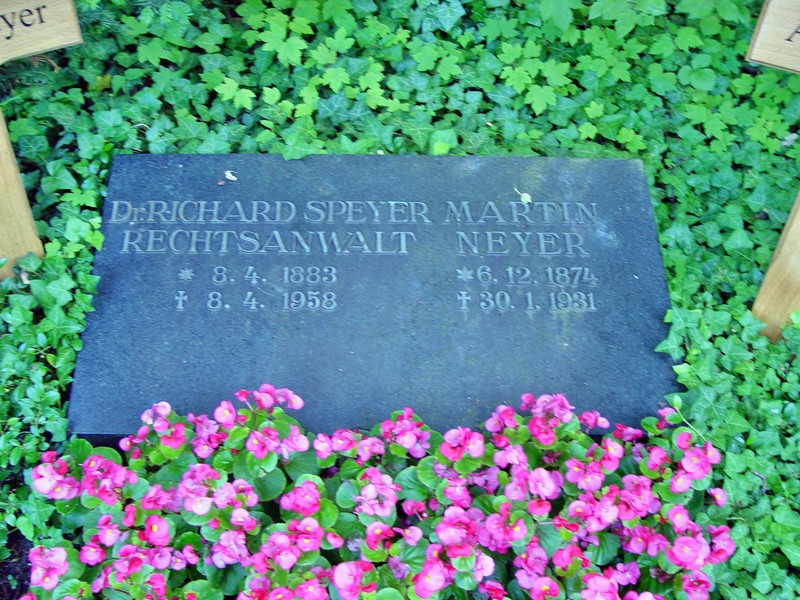 yer
Dr. RICHARD SPEYER
RECHTSANWALT
* 8. 4. 1883
† 8. 4. 1958
MARTIN
NEYER
* 6. 12. 1874
† 30. 1. 1931
A